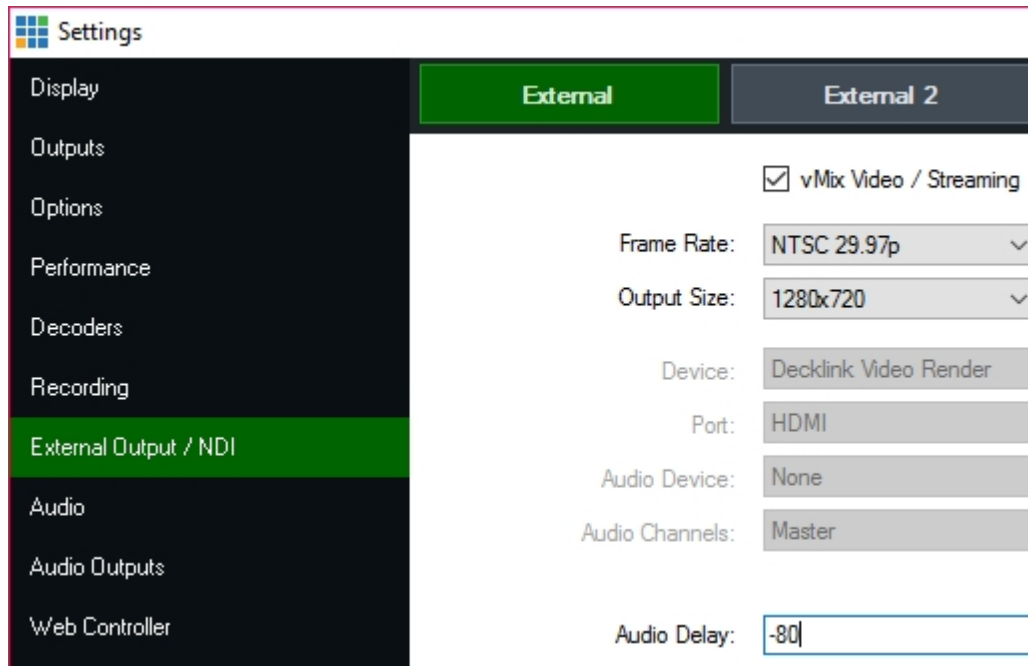 Settings
Display
Outputs
Options
Performance
Decoders
Recording
External Output / NDI
Audio
Audio Outputs
Web Controller
External
External 2
vMix Video / Streaming
Frame Rate: NTSC 29.97p
Output Size: 1280x720
Device: Decklink Video Render
Port: HDMI
Audio Device: None
Audio Channels: Master
Audio Delay: -80